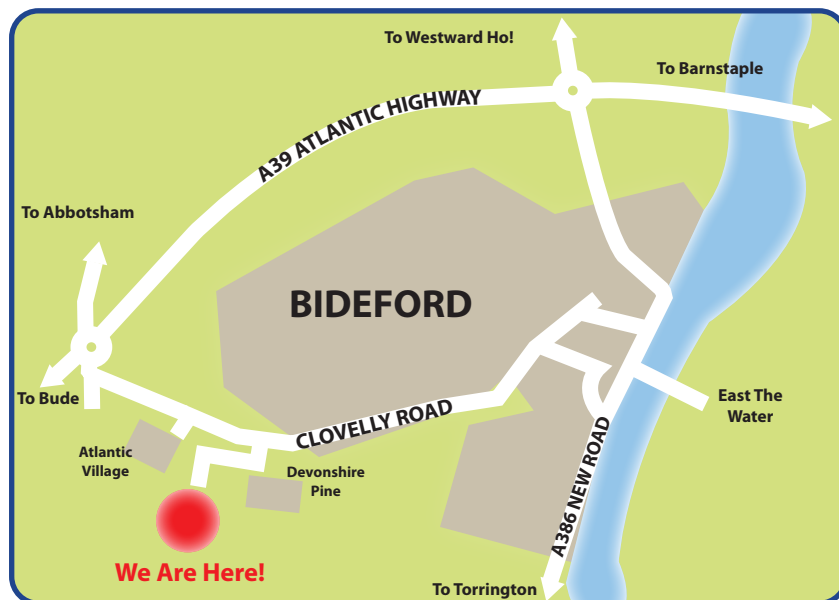 To Westward Ho!
To Barnstaple
A39 ATLANTIC HIGHWAY
To Abbotsham
BIDEFORD
To Bude
East The
Water
CLOVELLY ROAD
Atlantic
Village
Devonshire
Pine
A386 NEW ROAD
We Are Here!
To Torrington